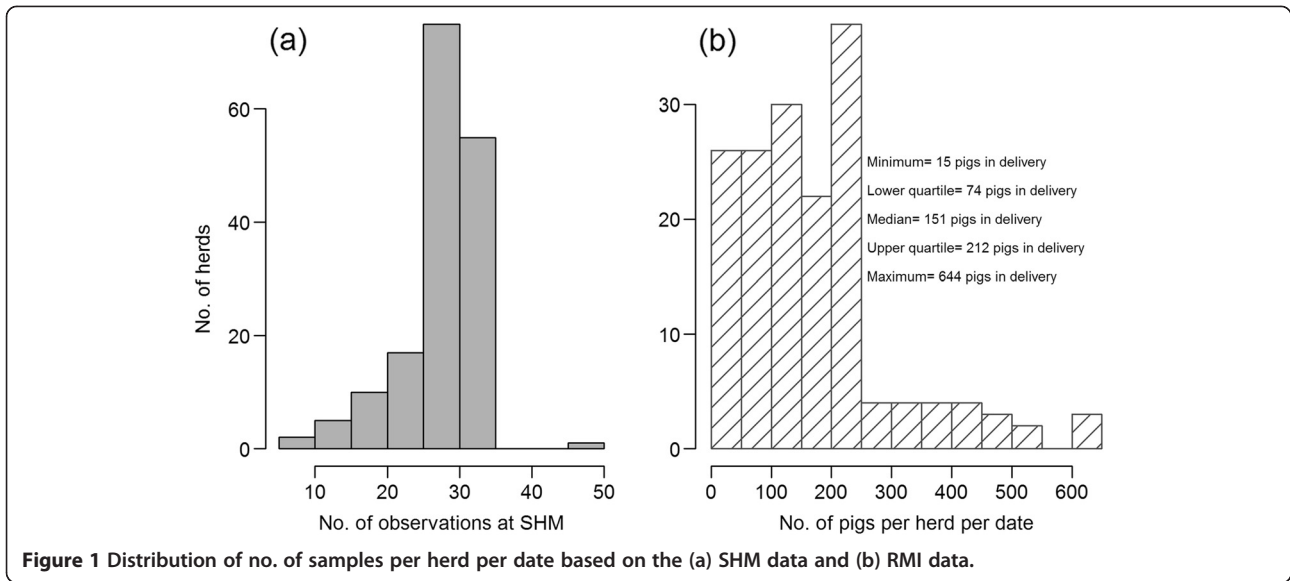 (a)
No. of herds
60
40
20
0
10 20 30 40 50
No. of observations at SHM
(b)
30
20
10
0
Minimum= 15 pigs in delivery
Lower quartile= 74 pigs in delivery
Median= 151 pigs in delivery
Upper quartile= 212 pigs in delivery
Maximum= 644 pigs in delivery
0 100 200 300 400 500 600
No. of pigs per herd per date
Figure 1 Distribution of no. of samples per herd per date based on the (a) SHM data and (b) RMI data.